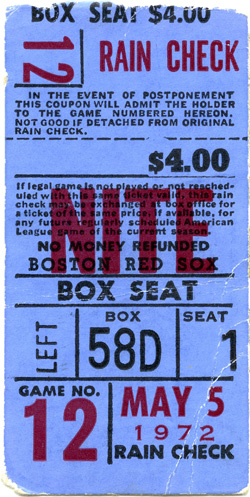 BOX SEAT $4.00
12
RAIN CHECK
IN THE EVENT OF POSTPONEMENT
THIS COUPON WILL ADMIT THE HOLDER
TO THE GAME NUMBERED HEREON.
NOT GOOD IF DETACHED FROM ORIGINAL
RAIN CHECK.
$4.00
NITE
If legal game is not played or not resched-
uled with this same ticket valid, this rain
check may be exchanged at box office for
a ticket of the same price, if available, for
any future regularly scheduled American
League game of the current season.
NO MONEY REFUNDED
BOSTON RED SOX
BOX SEAT
LEFT
BOX
58D
SEAT
1
GAME NO.
12
MAY 5
1972
RAIN CHECK